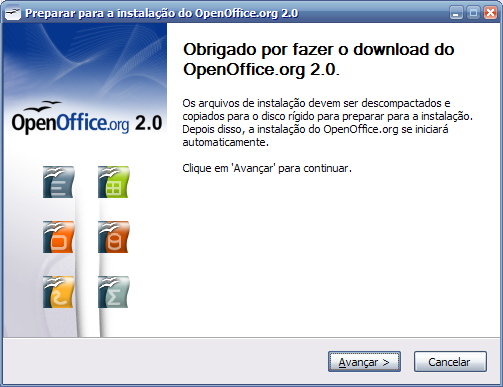 Preparar para a instalação do OpenOffice.org 2.0
Obrigado por fazer o download do
OpenOffice.org 2.0.
OpenOffice.org 2.0
Os arquivos de instalação devem ser descompactados e
copiados para o disco rígido para preparar para a instalação.
Depois disso, a instalação do OpenOffice.org se iniciará
automaticamente.
Clique em 'Avançar' para continuar.
Avançar >
Cancelar